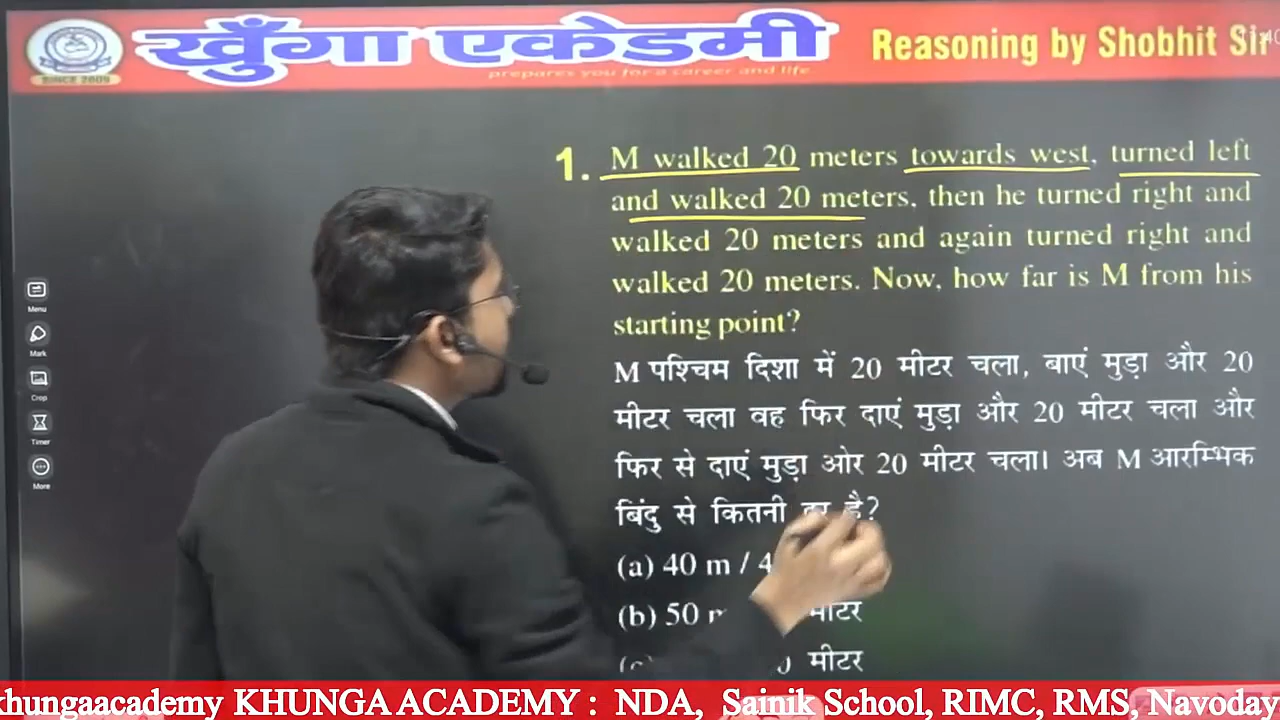 खुँगा एकेडमी
prepares you for a career and life.
SINCE 2009
Reasoning by Shobhit Sir
1. M walked 20 meters towards west, turned left
and walked 20 meters, then he turned right and
walked 20 meters and again turned right and
walked 20 meters. Now, how far is M from his
starting point?
M पश्चिम दिशा में 20 मीटर चला, बाएं मुड़ा और 20
मीटर चला वह फिर दाएं मुड़ा और 20 मीटर चला और
फिर से दाएं मुड़ा ओर 20 मीटर चला। अब M आरम्भिक
बिंदु से कितनी है?
(a) 40 m / 4
(b) 50 मीटर
मीटर
Menu
Mark
Crop
Timer
More
khungaacademy KHUNGA ACADEMY : NDA, Sainik School, RIMC, RMS, Navoday